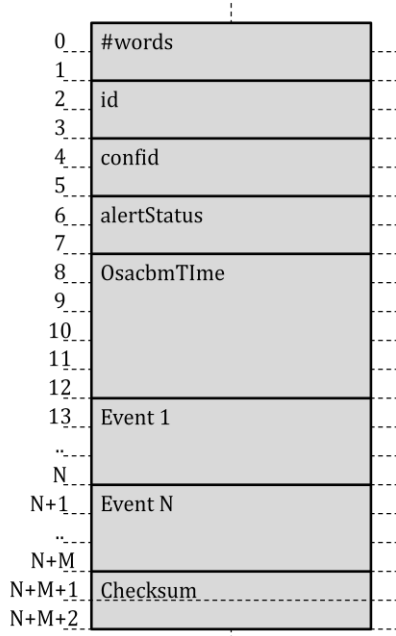 0 #words
1
2 id
3
4 confid
5
6 alertStatus
7
8 OsacbmTIme
9
10
11
12
13 Event 1
..
N
N+1 Event N
..
N+M
N+M+1 Checksum
N+M+2